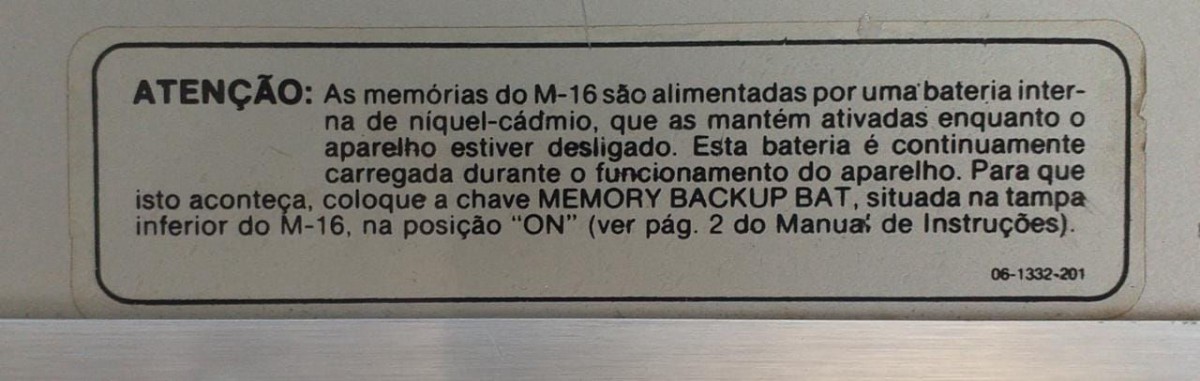 ATENÇÃO: As memórias do M-16 são alimentadas por uma bateria inter-
na de níquel-cádmio, que as mantém ativadas enquanto o
aparelho estiver desligado. Esta bateria é continuamente
carregada durante o funcionamento do aparelho. Para que
isto aconteça, coloque a chave MEMORY BACKUP BAT, situada na tampa
inferior do M-16, na posição "ON" (ver pág. 2 do Manual de Instruções).
06-1332-201